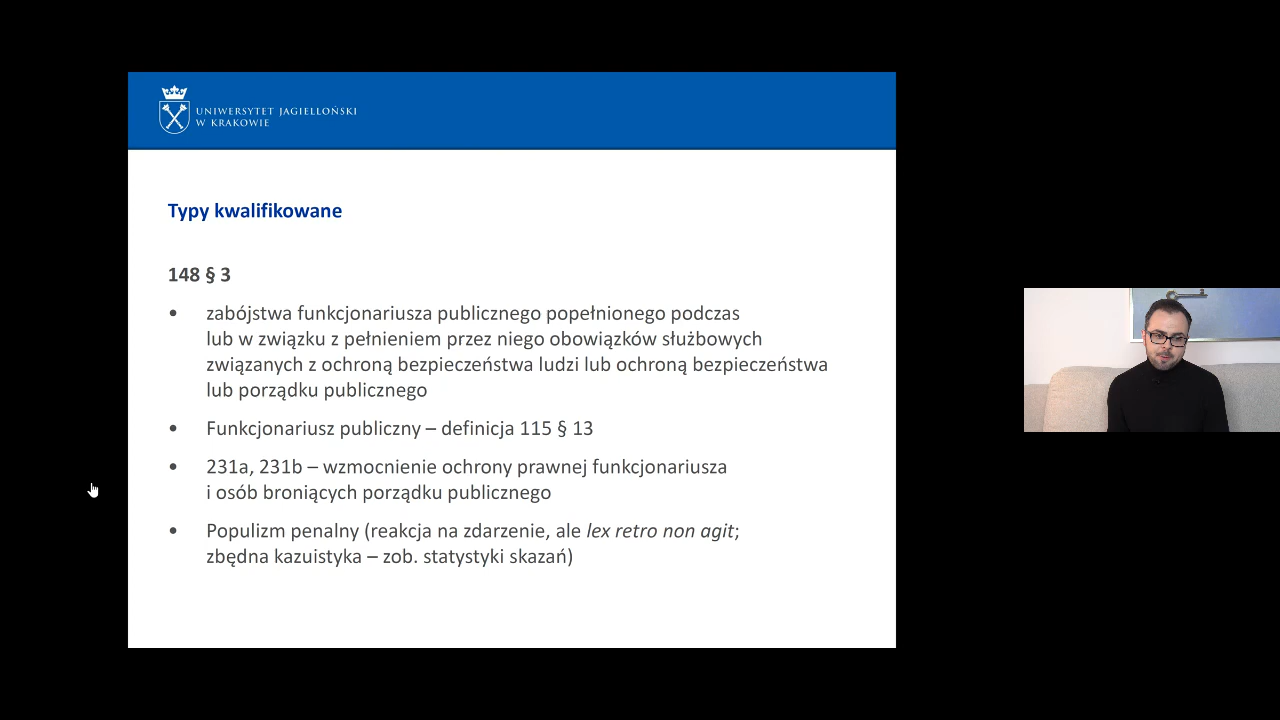 UNIWERSYTET JAGIELLOŃSKI
W KRAKOWIE
Typy kwalifikowane
148 § 3
• zabójstwa funkcjonariusza publicznego popełnionego podczas
lub w związku z pełnieniem przez niego obowiązków służbowych
związanych z ochroną bezpieczeństwa ludzi lub ochroną bezpieczeństwa
lub porządku publicznego
• Funkcjonariusz publiczny – definicja 115 § 13
• 231a, 231b – wzmocnienie ochrony prawnej funkcjonariusza
i osób broniących porządku publicznego
• Populizm penalny (reakcja na zdarzenie, ale lex retro non agit;
zbędna kazuistyka – zob. statystyki skazań)